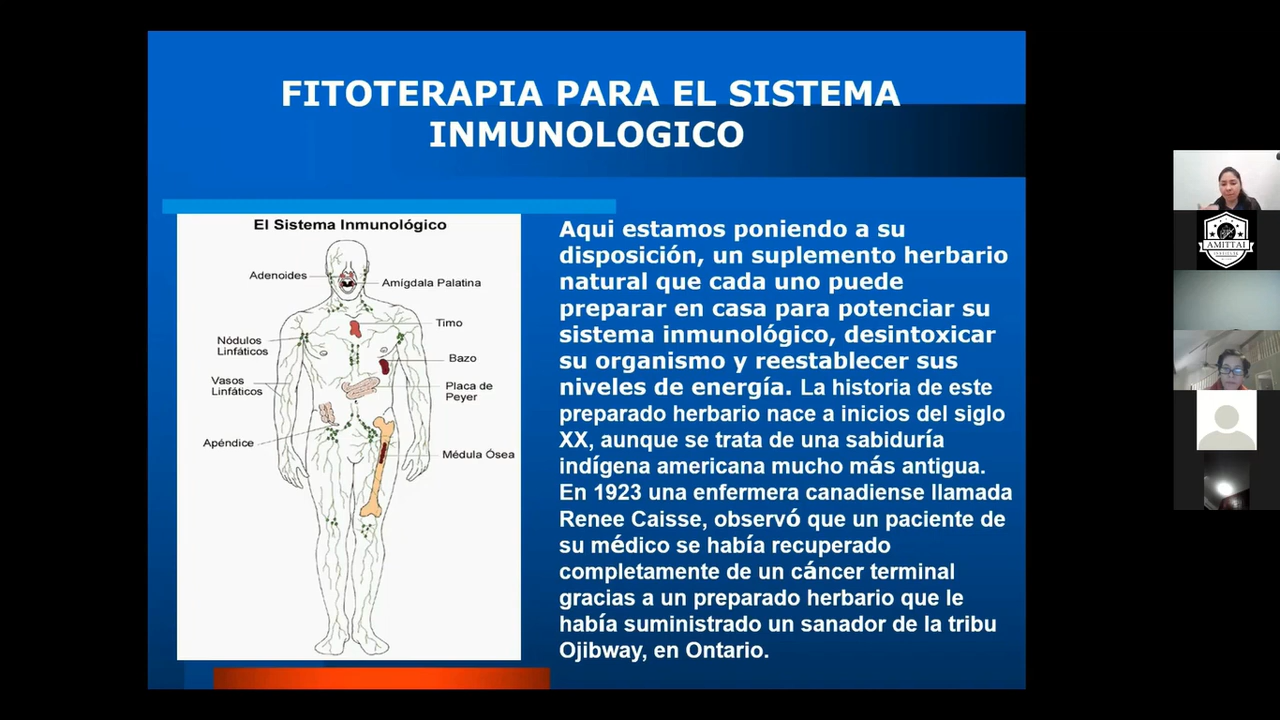 FITOTERAPIA PARA EL SISTEMA
INMUNOLOGICO
El Sistema Inmunológico
Adenoides
Amígdala Palatina
Timo
Nódulos
Linfáticos
Bazo
Vasos
Linfáticos
Placa de
Peyer
Apéndice
Médula Ósea
Aqui estamos poniendo a su
disposición, un suplemento herbario
natural que cada uno puede
preparar en casa para potenciar su
sistema inmunológico, desintoxicar
su organismo y reestablecer sus
niveles de energía. La historia de este
preparado herbario nace a inicios del siglo
XX, aunque se trata de una sabiduría
indígena americana mucho más antigua.
En 1923 una enfermera canadiense llamada
Renee Caisse, observó que un paciente de
su médico se había recuperado
completamente de un cáncer terminal
gracias a un preparado herbario que le
había suministrado un sanador de la tribu
Ojibway, en Ontario.
AMITTAI